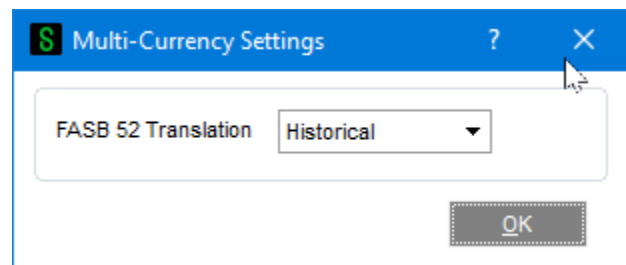 S Multi-Currency Settings ? ×
FASB 52 Translation Historical
OK